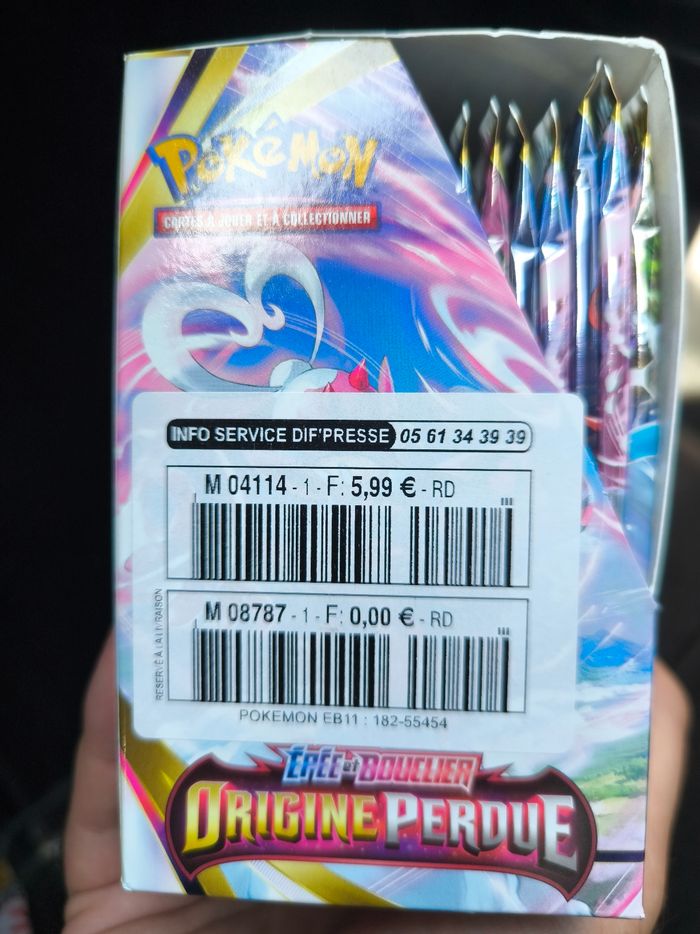 POKÉMON
CARTES À JOUER ET À COLLECTIONNER
INFO SERVICE DIF'PRESSE 05 61 34 39 39
M 04114 - 1 - F: 5,99 € - RD
M 08787 - 1 - F: 0,00 € - RD
RESERVÉ A LA LIVRAISON
POKEMON EB11 : 182-55454
ÉPÉE et BOUCLIER
ORIGINE PERDUE